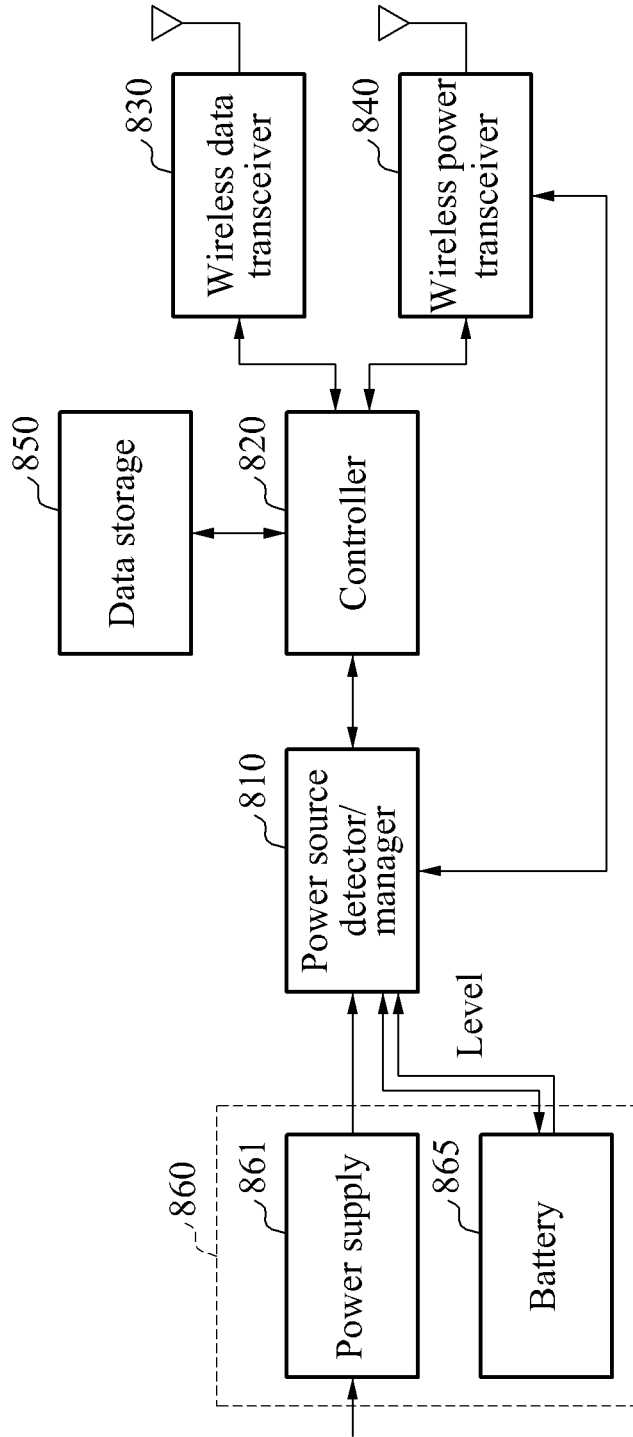 860
861
Power supply
865
Battery
Level
810
Power source
detector/
manager
850
Data storage
820
Controller
830
Wireless data
transceiver
840
Wireless power
transceiver